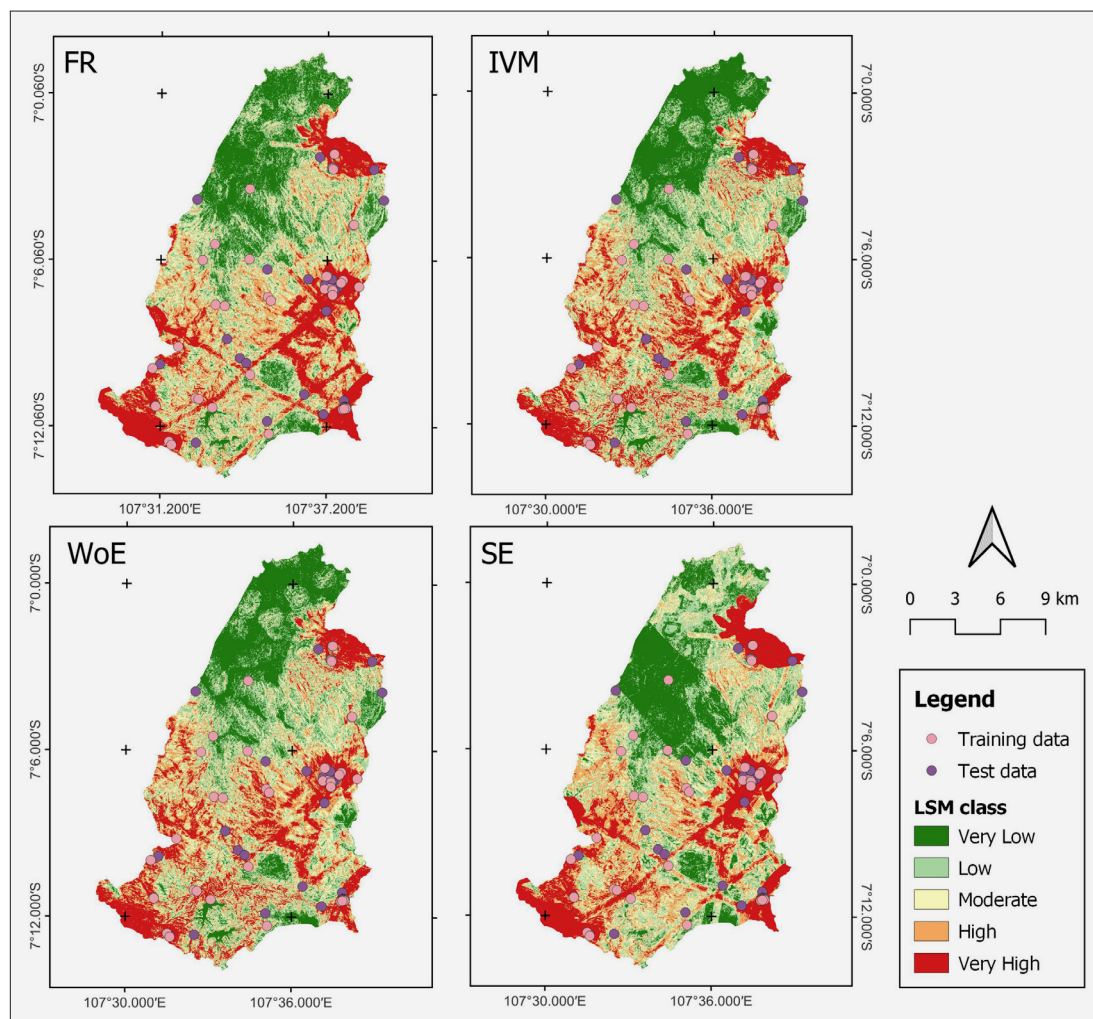 FR
IVM
7°0.060'S
7°6.060'S
7°12.060'S
7°0.000'S
7°6.000'S
7°12.000'S
107°31.200'E
107°37.200'E
107°30.000'E
107°36.000'E
WoE
SE
7°0.000'S
7°6.000'S
7°12.000'S
7°0.000'S
7°6.000'S
7°12.000'S
107°30.000'E
107°36.000'E
107°30.000'E
107°36.000'E
0 3 6 9 km
Legend
Training data
Test data
LSM class
Very Low
Low
Moderate
High
Very High